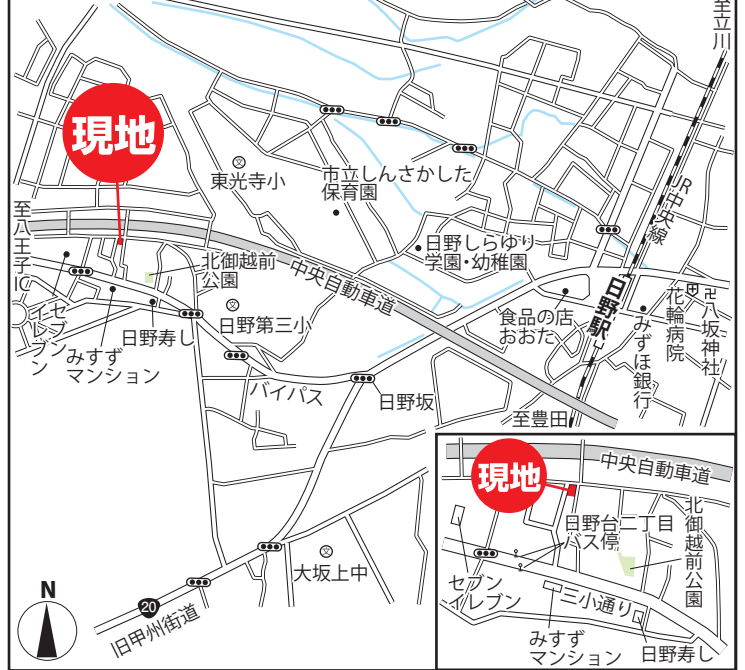 至立川
現地
東光寺小
市立しんさかした
保育園
JR中央線
至八王子IC
日野しらゆり
学園・幼稚園
北御越前
公園
中央自動車道
日野駅
食品の店
おおた
みずほ銀行
花輪病院
八坂神社
セブン
イレブン
みすず
マンション
日野寿し
日野第三小
バイパス
日野坂
至豊田
大坂上中
20
旧甲州街道
N
中央自動車道
現地
日野台二丁目
バス停
北御越前公園
セブン
イレブン
三小通り
みすず
マンション
日野寿し